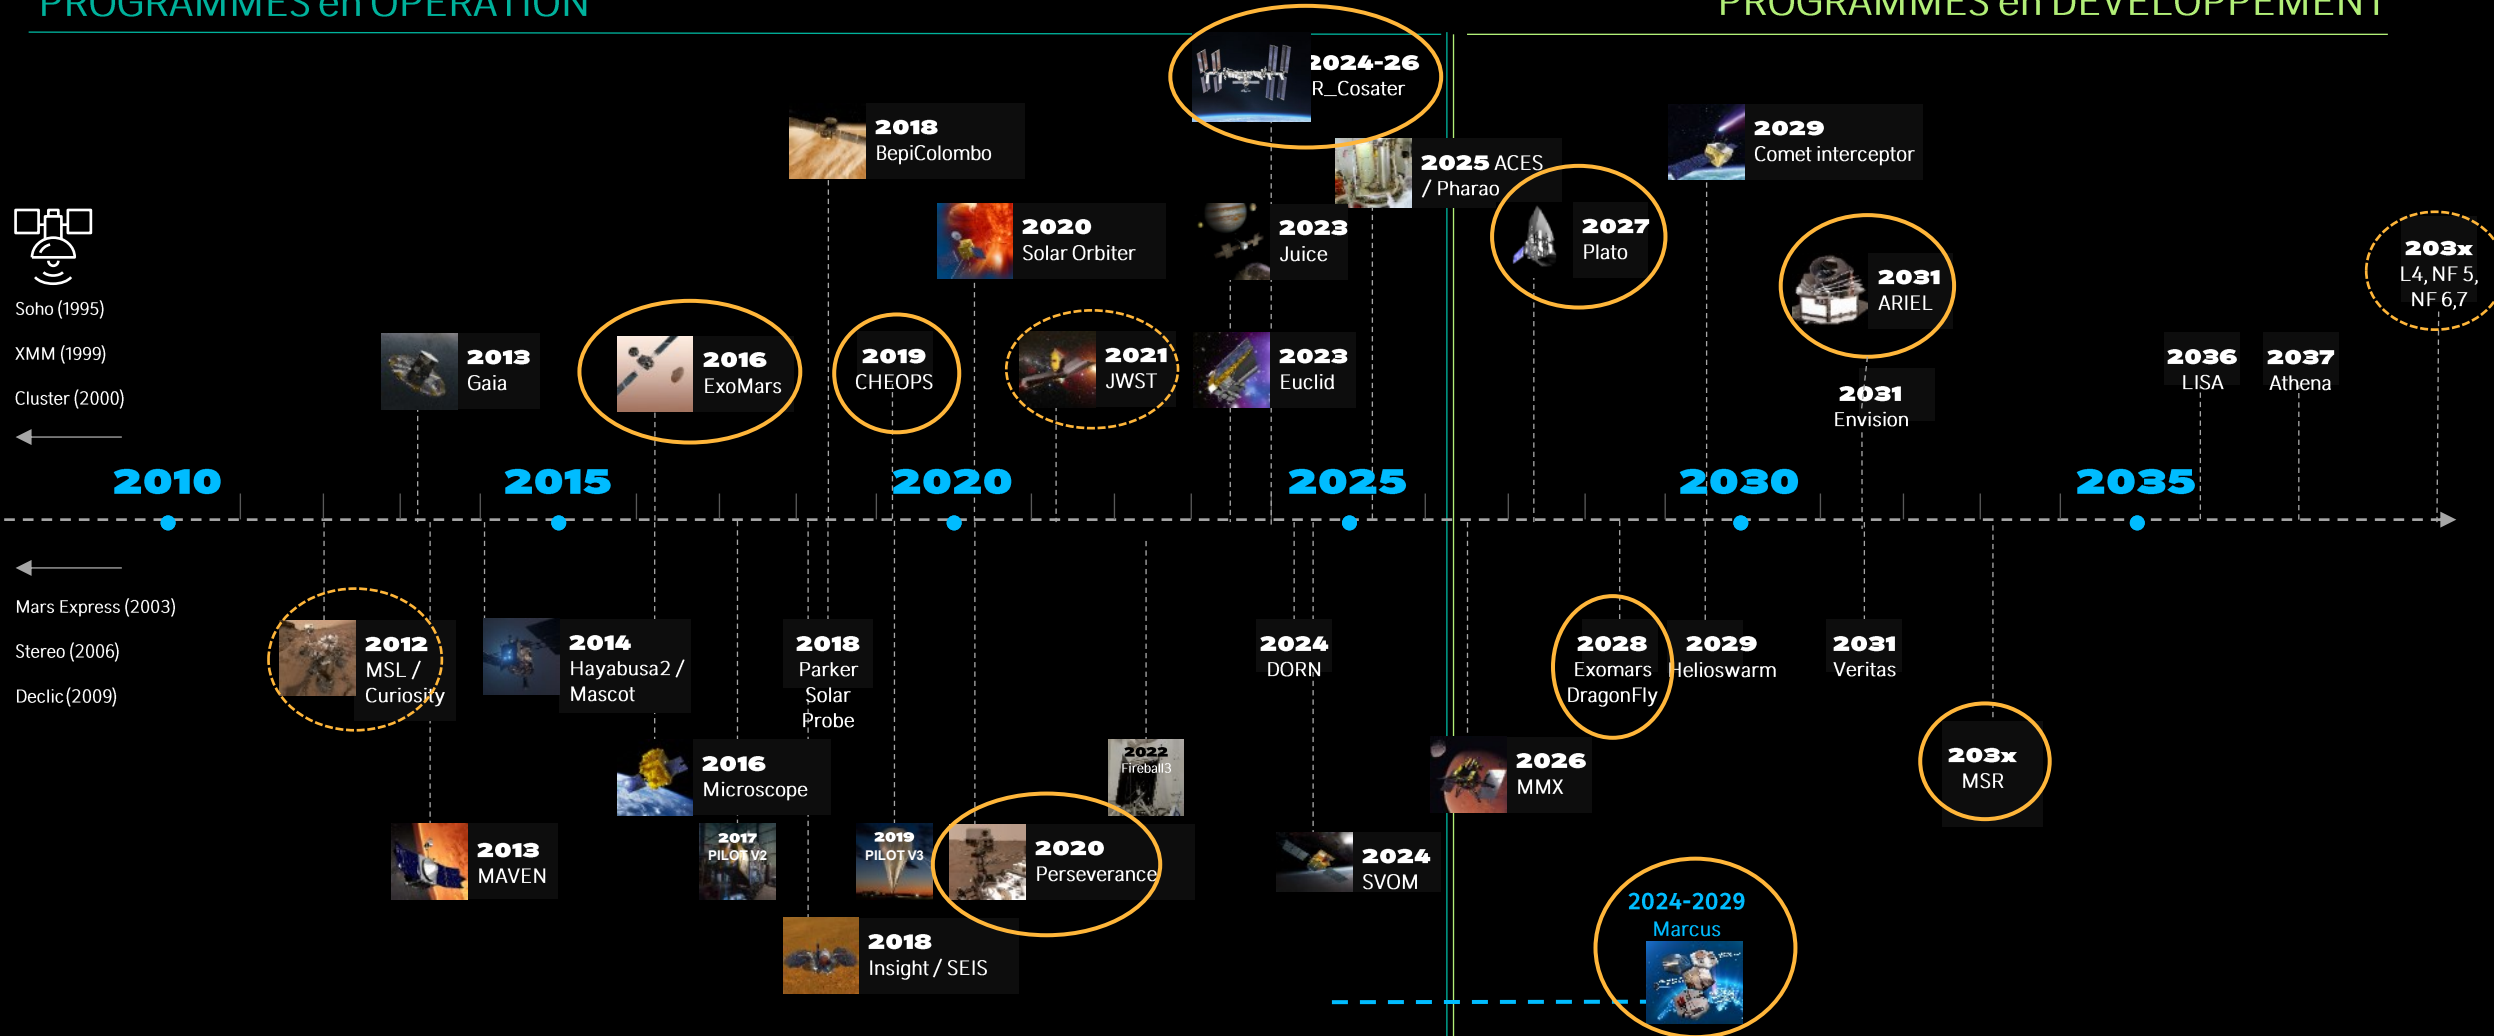 PROGRAMMES en OPERATION
PROGRAMMES en DEVELOPPEMENT
2024-26
R_Cosater
2018
BepiColombo
2025 ACES
/ Pharao
2029
Comet interceptor
2020
Solar Orbiter
2023
Juice
2027
Plato
2031
ARIEL
203x
L4, NF 5,
NF 6,7
Soho (1995)
XMM (1999)
Cluster (2000)
2013
Gaia
2016
ExoMars
2019
CHEOPS
2021
JWST
2023
Euclid
2031
Envision
2036
LISA
2037
Athena
2010
2015
2020
2025
2030
2035
Mars Express (2003)
Stereo (2006)
Declic (2009)
2012
MSL /
Curiosity
2014
Hayabusa2 /
Mascot
2018
Parker
Solar
Probe
2024
DORN
2028
Exomars
DragonFly
2029
Helioswarm
2031
Veritas
2016
Microscope
2022
Fireball3
2026
MMX
203x
MSR
2013
MAVEN
2017
PILOT V2
2019
PILOT V3
2020
Perseverance
2024
SVOM
2018
Insight / SEIS
2024-2029
Marcus